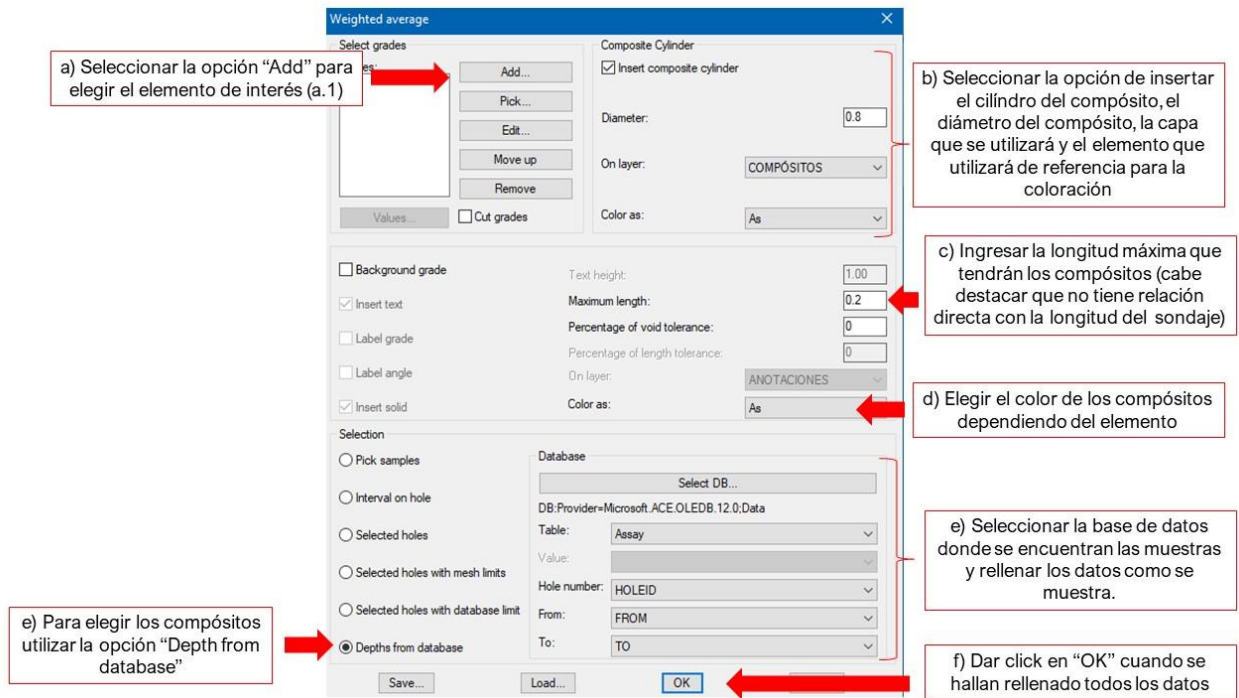 Weighted average
a) Seleccionar la opción “Add” para
elegir el elemento de interés (a.1)
Select grades
Add...
Pick...
Edit...
Move up
Remove
Values...
Cut grades
Composite Cylinder
Insert composite cylinder
Diameter:
0.8
On layer:
COMPÓSITOS
Color as:
As
b) Seleccionar la opción de insertar
el cilíndro del compósito, el
diámetro del compósito, la capa
que se utilizará y el elemento que
utilizará de referencia para la
coloración
Background grade
Insert text
Label grade
Label angle
Insert solid
Text height:
1.00
Maximum length:
0.2
Percentage of void tolerance:
0
Percentage of length tolerance:
0
On layer:
ANOTACIONES
Color as:
As
c) Ingresar la longitud máxima que
tendrán los compósitos (cabe
destacar que no tiene relación
directa con la longitud del sondaje)
d) Elegir el color de los compósitos
dependiendo del elemento
Selection
Pick samples
Interval on hole
Selected holes
Selected holes with mesh limits
Selected holes with database limit
Depths from database
Database
Select DB...
DB:Provider=Microsoft.ACE.OLEDB.12.0;Data
Table:
Assay
Value:
Hole number:
HOLEID
From:
FROM
To:
TO
e) Seleccionar la base de datos
donde se encuentran las muestras
y rellenar los datos como se
muestra.
e) Para elegir los compósitos
utilizar la opción “Depth from
database”
Save...
Load...
OK
f) Dar click en “OK” cuando se
hallan rellenado todos los datos